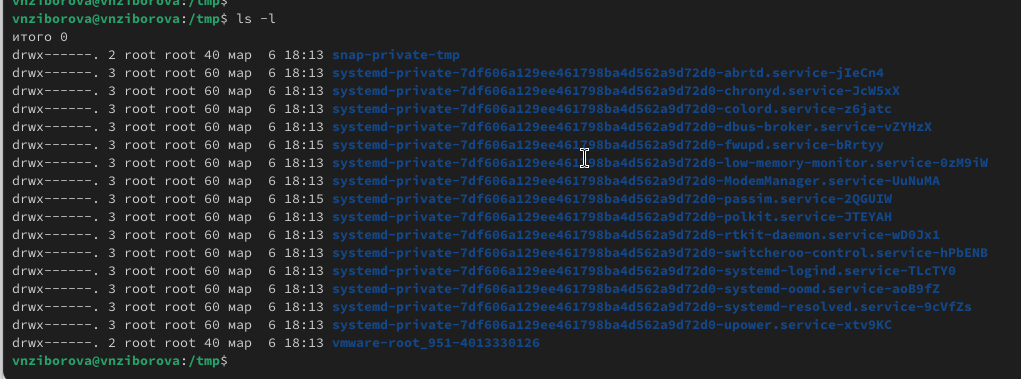 vnziborova@vnziborova:/tmp$
vnziborova@vnziborova:/tmp$ ls -l
итого 0
drwx------. 2 root root 40 мар  6 18:13 snap-private-tmp
drwx------. 3 root root 60 мар  6 18:13 systemd-private-7df606a129ee461798ba4d562a9d72d0-abrtd.service-jIeCn4
drwx------. 3 root root 60 мар  6 18:13 systemd-private-7df606a129ee461798ba4d562a9d72d0-chronyd.service-JcW5xX
drwx------. 3 root root 60 мар  6 18:13 systemd-private-7df606a129ee461798ba4d562a9d72d0-colord.service-z6jatc
drwx------. 3 root root 60 мар  6 18:13 systemd-private-7df606a129ee461798ba4d562a9d72d0-dbus-broker.service-vZYHzX
drwx------. 3 root root 60 мар  6 18:15 systemd-private-7df606a129ee461798ba4d562a9d72d0-fwupd.service-bRrtyy
drwx------. 3 root root 60 мар  6 18:13 systemd-private-7df606a129ee461798ba4d562a9d72d0-low-memory-monitor.service-0zM9iW
drwx------. 3 root root 60 мар  6 18:13 systemd-private-7df606a129ee461798ba4d562a9d72d0-ModemManager.service-UuNuMA
drwx------. 3 root root 60 мар  6 18:15 systemd-private-7df606a129ee461798ba4d562a9d72d0-passim.service-2QGUIW
drwx------. 3 root root 60 мар  6 18:13 systemd-private-7df606a129ee461798ba4d562a9d72d0-polkit.service-JTEYAH
drwx------. 3 root root 60 мар  6 18:13 systemd-private-7df606a129ee461798ba4d562a9d72d0-rtkit-daemon.service-wD0Jx1
drwx------. 3 root root 60 мар  6 18:13 systemd-private-7df606a129ee461798ba4d562a9d72d0-switcheroo-control.service-hPbENB
drwx------. 3 root root 60 мар  6 18:13 systemd-private-7df606a129ee461798ba4d562a9d72d0-systemd-logind.service-TLcTY0
drwx------. 3 root root 60 мар  6 18:13 systemd-private-7df606a129ee461798ba4d562a9d72d0-systemd-oomd.service-aoB9fZ
drwx------. 3 root root 60 мар  6 18:13 systemd-private-7df606a129ee461798ba4d562a9d72d0-systemd-resolved.service-9cVfZs
drwx------. 3 root root 60 мар  6 18:13 systemd-private-7df606a129ee461798ba4d562a9d72d0-upower.service-xtv9KC
drwx------. 2 root root 40 мар  6 18:13 vmware-root_951-4013330126
vnziborova@vnziborova:/tmp$